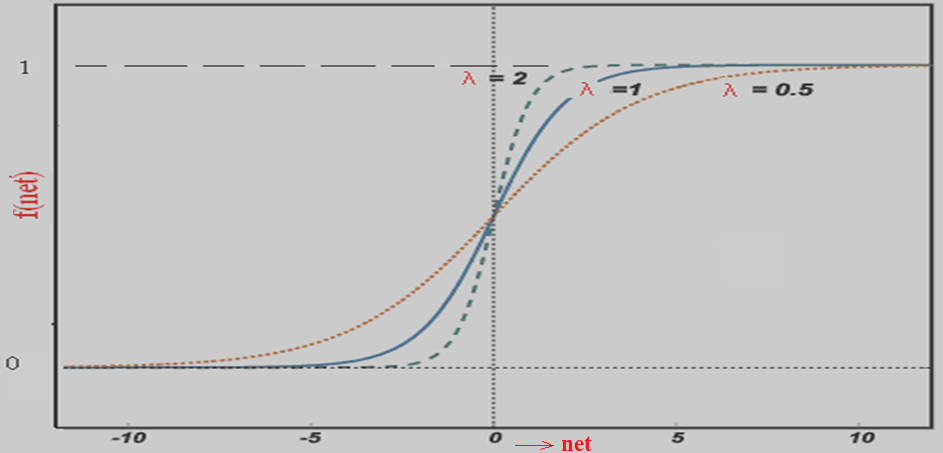 1
λ = 2
λ =1
λ = 0.5
f(net)
0
-10 -5 0 5 10
→ net